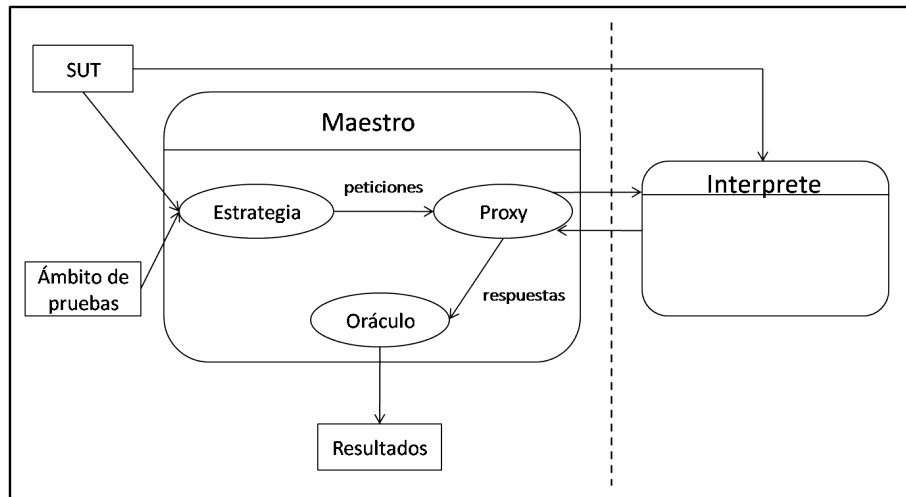 SUT
Maestro
peticiones
Interprete
Estrategia
Proxy
Ámbito de
pruebas
respuestas
Oráculo
Resultados